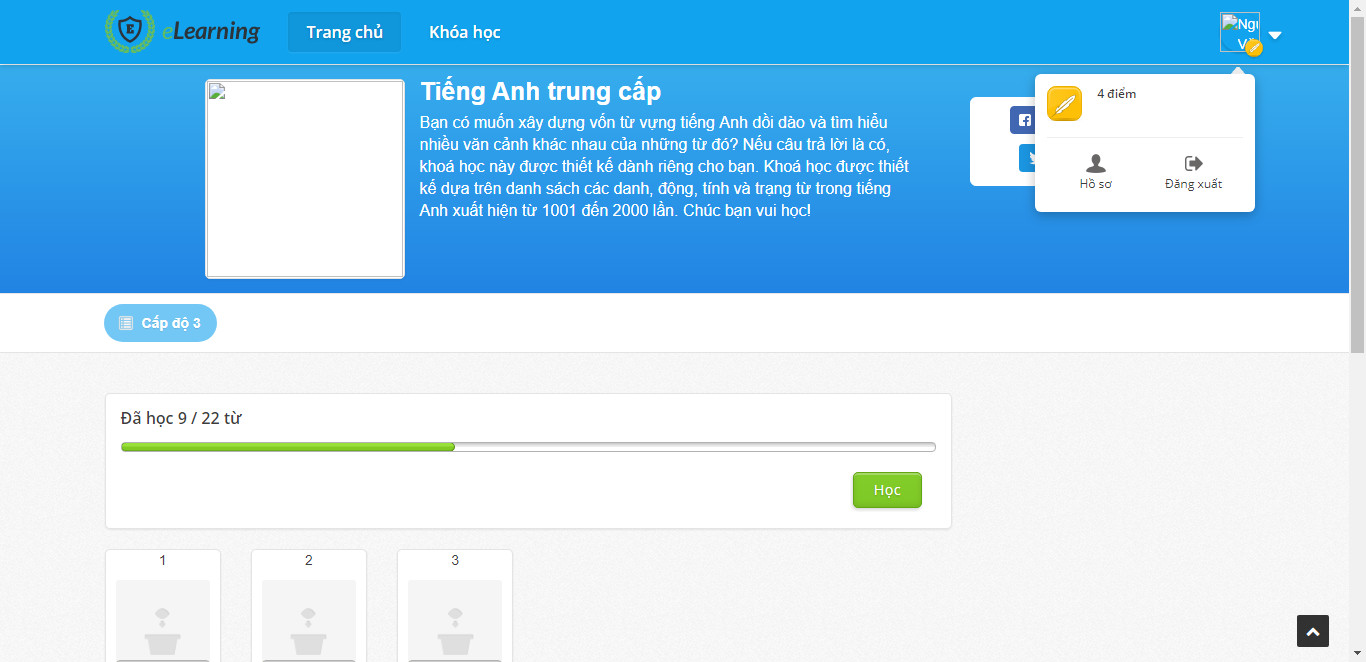 E eLearning
Trang chủ
Khóa học
Ngu
Vă
4 điểm
Hồ sơ
Đăng xuất
Tiếng Anh trung cấp
Bạn có muốn xây dựng vốn từ vựng tiếng Anh dồi dào và tìm hiểu
nhiều văn cảnh khác nhau của những từ đó? Nếu câu trả lời là có,
khoá học này được thiết kế dành riêng cho bạn. Khoá học được thiết
kế dựa trên danh sách các danh, động, tính và trạng từ trong tiếng
Anh xuất hiện từ 1001 đến 2000 lần. Chúc bạn vui học!
Cấp độ 3
Đã học 9 / 22 từ
Học
1
2
3